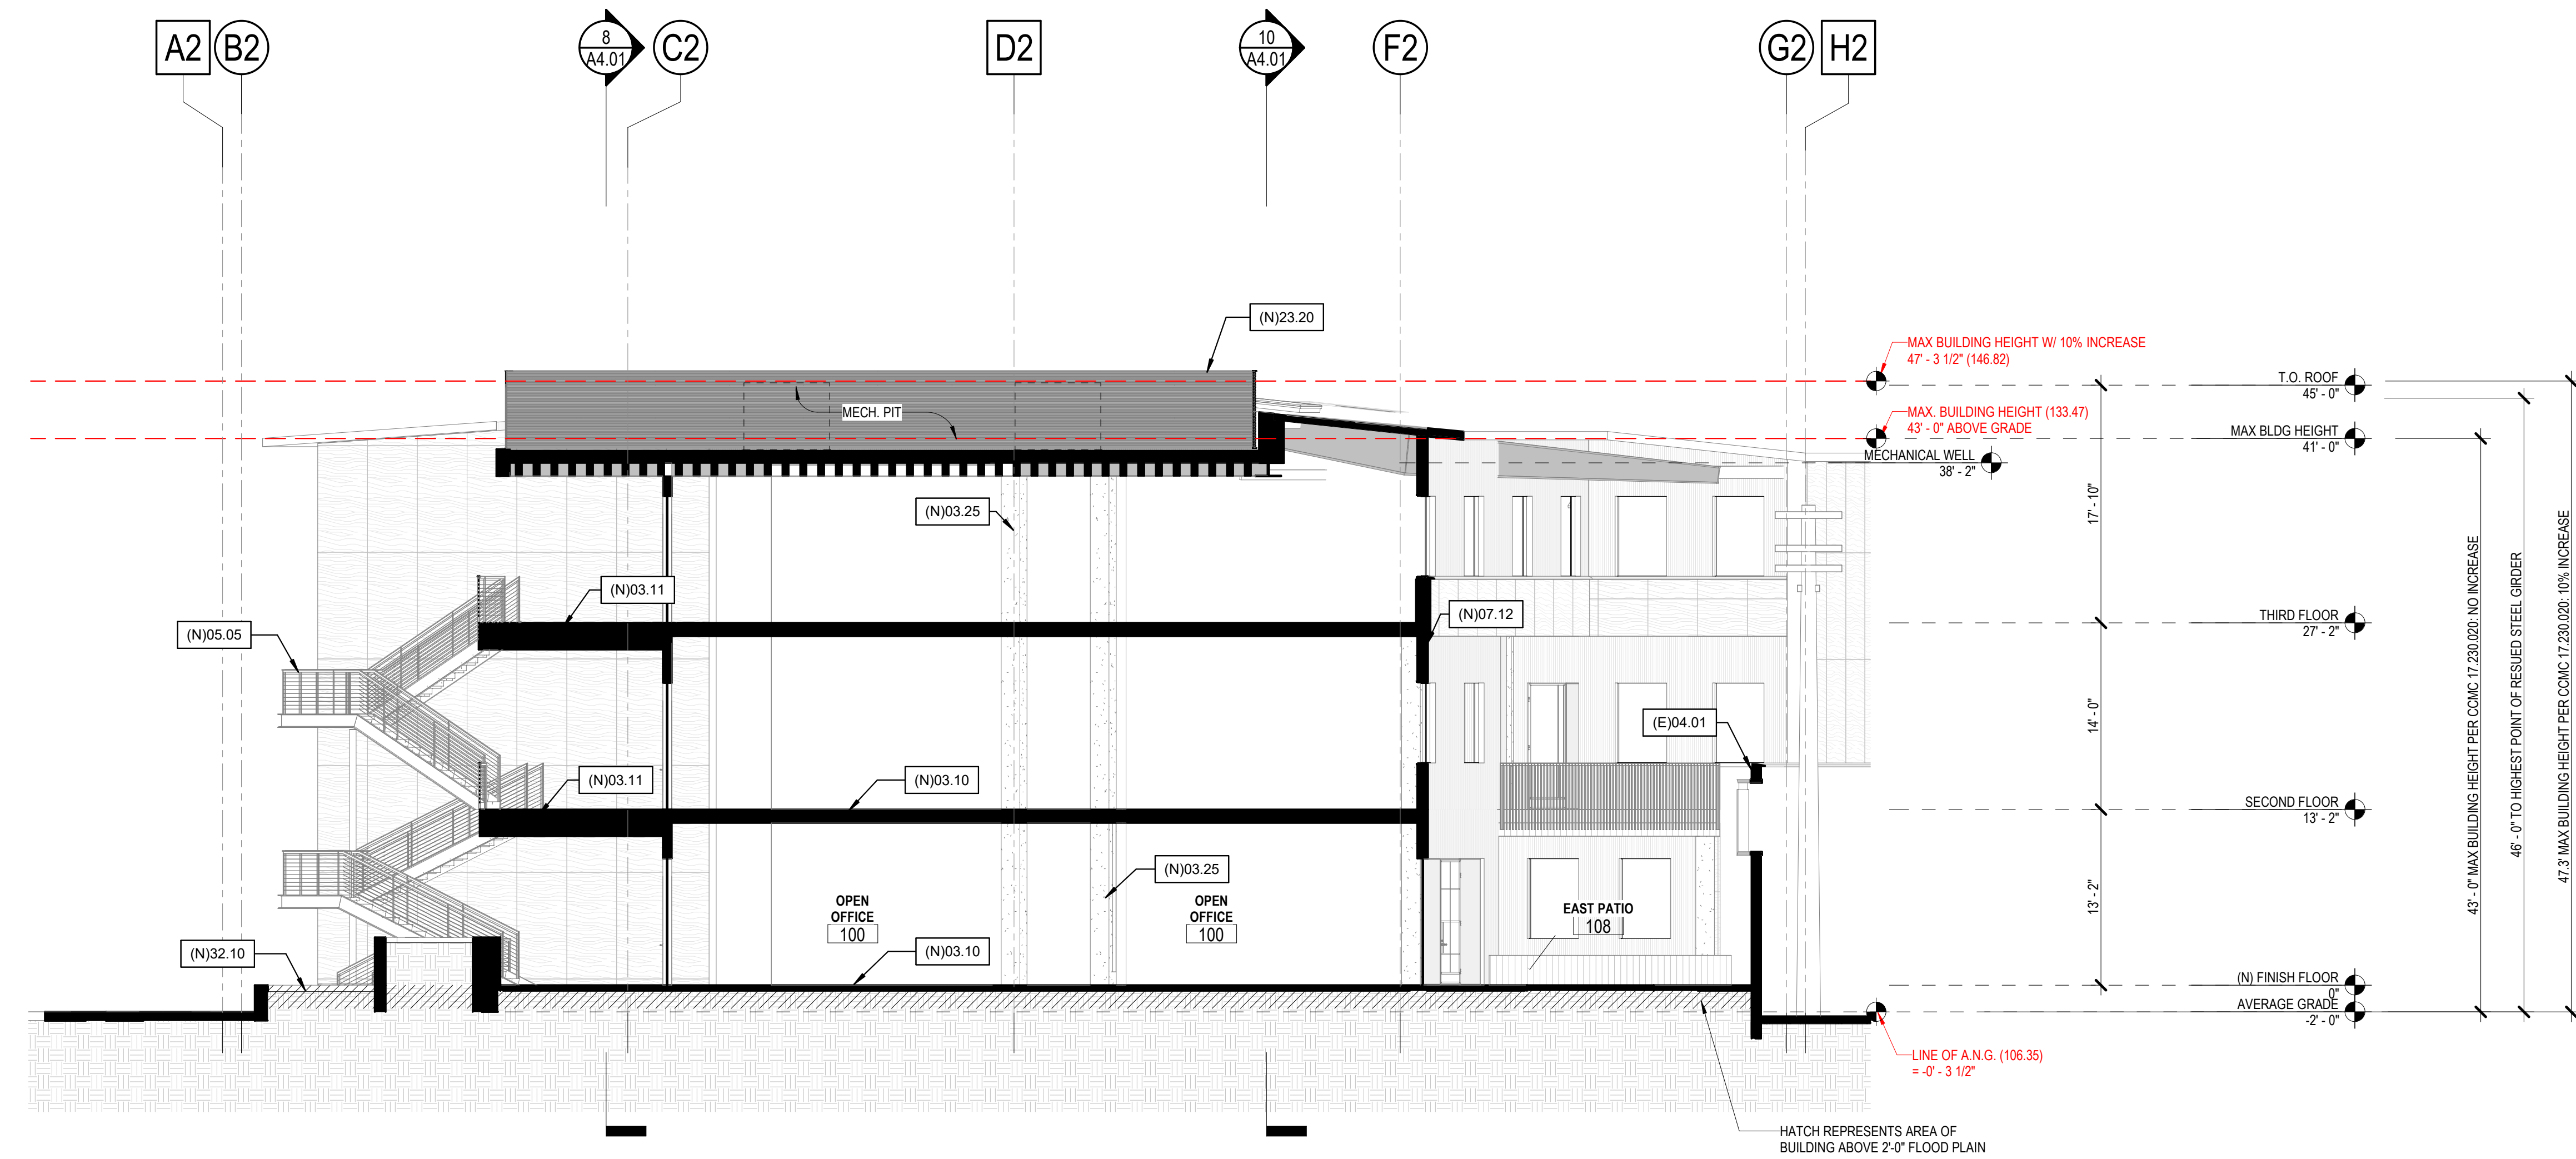 A2
B2
8
A4.01
C2
D2
10
A4.01
F2
G2
H2
(N)23.20
MAX BUILDING HEIGHT W/ 10% INCREASE
47' - 3 1/2" (146.82)
T.O. ROOF
45' - 0"
MECH. PIT
MAX. BUILDING HEIGHT (133.47)
43' - 0" ABOVE GRADE
MAX BLDG HEIGHT
41' - 0"
MECHANICAL WELL
38' - 2"
(N)03.25
17' - 10"
(N)03.11
(N)07.12
THIRD FLOOR
27' - 2"
(N)05.05
(E)04.01
14' - 0"
(N)03.11
(N)03.10
SECOND FLOOR
13' - 2"
(N)03.25
13' - 2"
OPEN
OFFICE
100
OPEN
OFFICE
100
EAST PATIO
108
(N)32.10
(N)03.10
(N) FINISH FLOOR
0"
AVERAGE GRADE
-2' - 0"
43' - 0" MAX BUILDING HEIGHT PER CCMC 17.230.020: NO INCREASE
46' - 0" TO HIGHEST POINT OF RESUED STEEL GIRDER
47.3' MAX BUILDING HEIGHT PER CCMC 17.230.020: 10% INCREASE
LINE OF A.N.G. (106.35)
= -0' - 3 1/2"
HATCH REPRESENTS AREA OF
BUILDING ABOVE 2'-0" FLOOD PLAIN